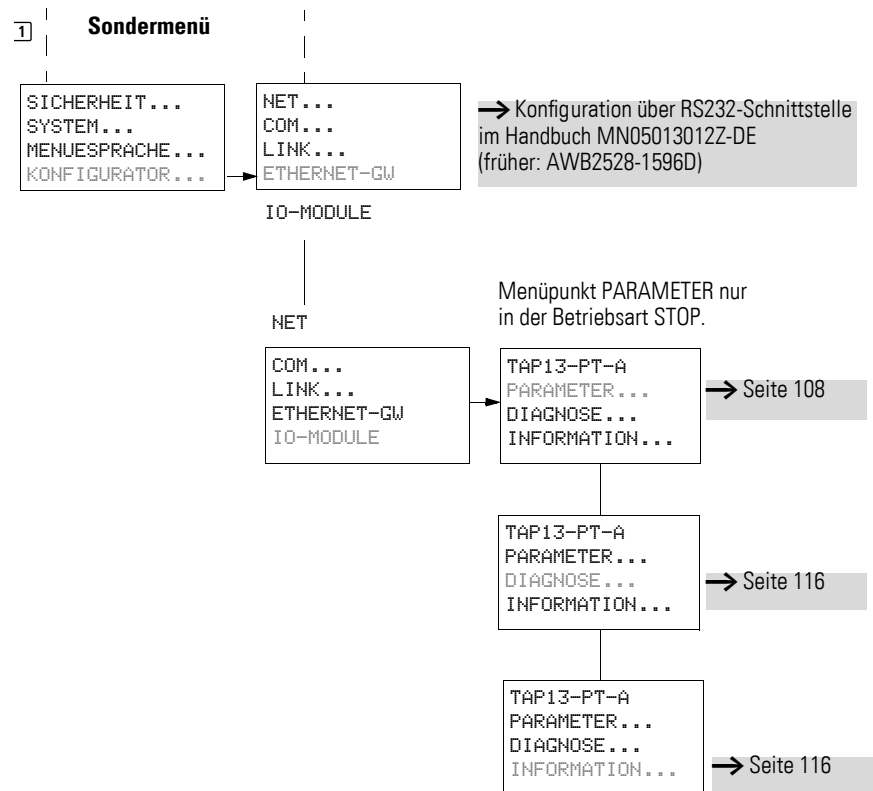 1
Sondermenü
SICHERHEIT...
SYSTEM...
MENUESPRACHE...
KONFIGURATOR...
NET...
COM...
LINK...
ETHERNET-GW
→ Konfiguration über RS232-Schnittstelle
im Handbuch MN05013012Z-DE
(früher: AWB2528-1596D)
IO-MODULE
NET
COM...
LINK...
ETHERNET-GW
IO-MODULE
Menüpunkt PARAMETER nur
in der Betriebsart STOP.
TAP13-PT-A
PARAMETER...
DIAGNOSE...
INFORMATION...
→ Seite 108
TAP13-PT-A
PARAMETER...
DIAGNOSE...
INFORMATION...
→ Seite 116
TAP13-PT-A
PARAMETER...
DIAGNOSE...
INFORMATION...
→ Seite 116